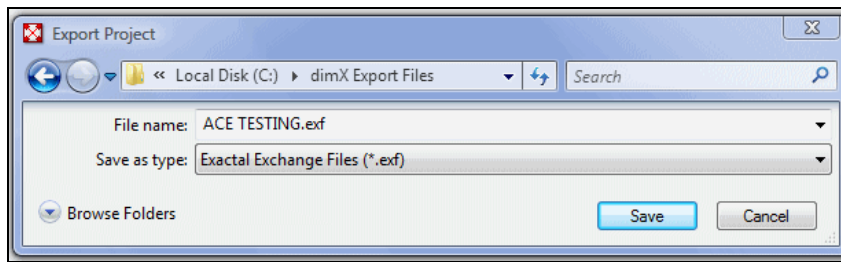 Export Project
« Local Disk (C:) ▸ dimX Export Files Search
File name: ACE TESTING.exf
Save as type: Exactal Exchange Files (*.exf)
Browse Folders Save Cancel